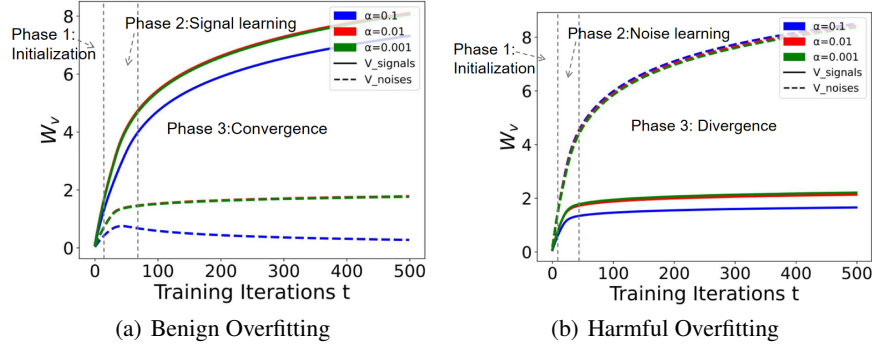 8
6
4
2
0
W_v
Phase 1:
Initialization
Phase 2:Signal learning
Phase 3:Convergence
α=0.1
α=0.01
α=0.001
V_signals
V_noises
0 100 200 300 400 500
Training Iterations t
(a) Benign Overfitting
8
6
4
2
0
W_v
Phase 1:
Initialization
Phase 2:Noise learning
Phase 3: Divergence
α=0.1
α=0.01
α=0.001
V_signals
V_noises
0 100 200 300 400 500
Training Iterations t
(b) Harmful Overfitting